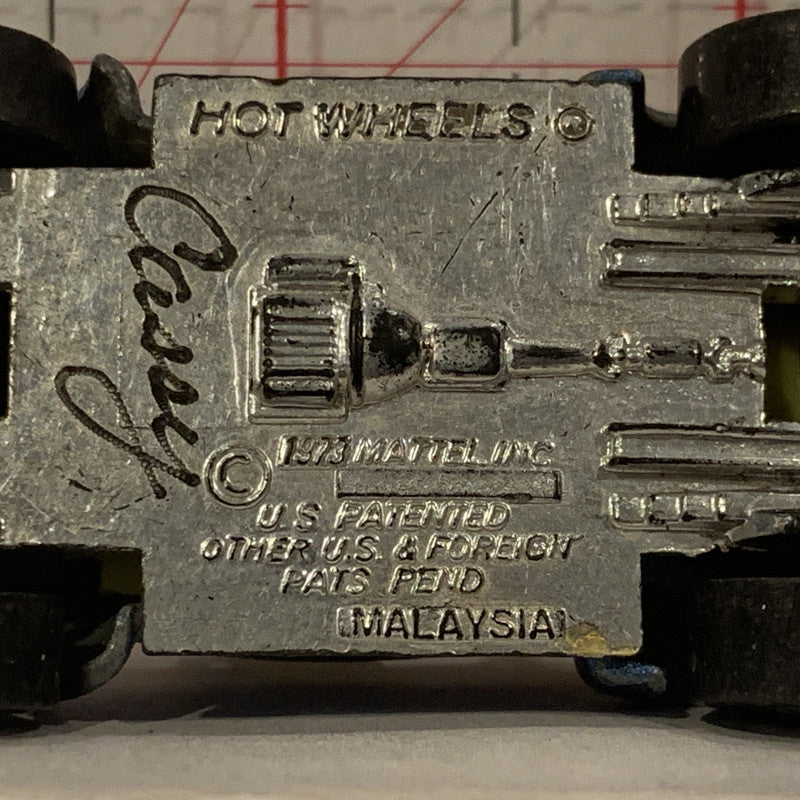 HOT WHEELS ®
Casey
© 1973 MATTEL INC
U.S. PATENTED
OTHER U.S. & FOREIGN
PATS PEND
MALAYSIA